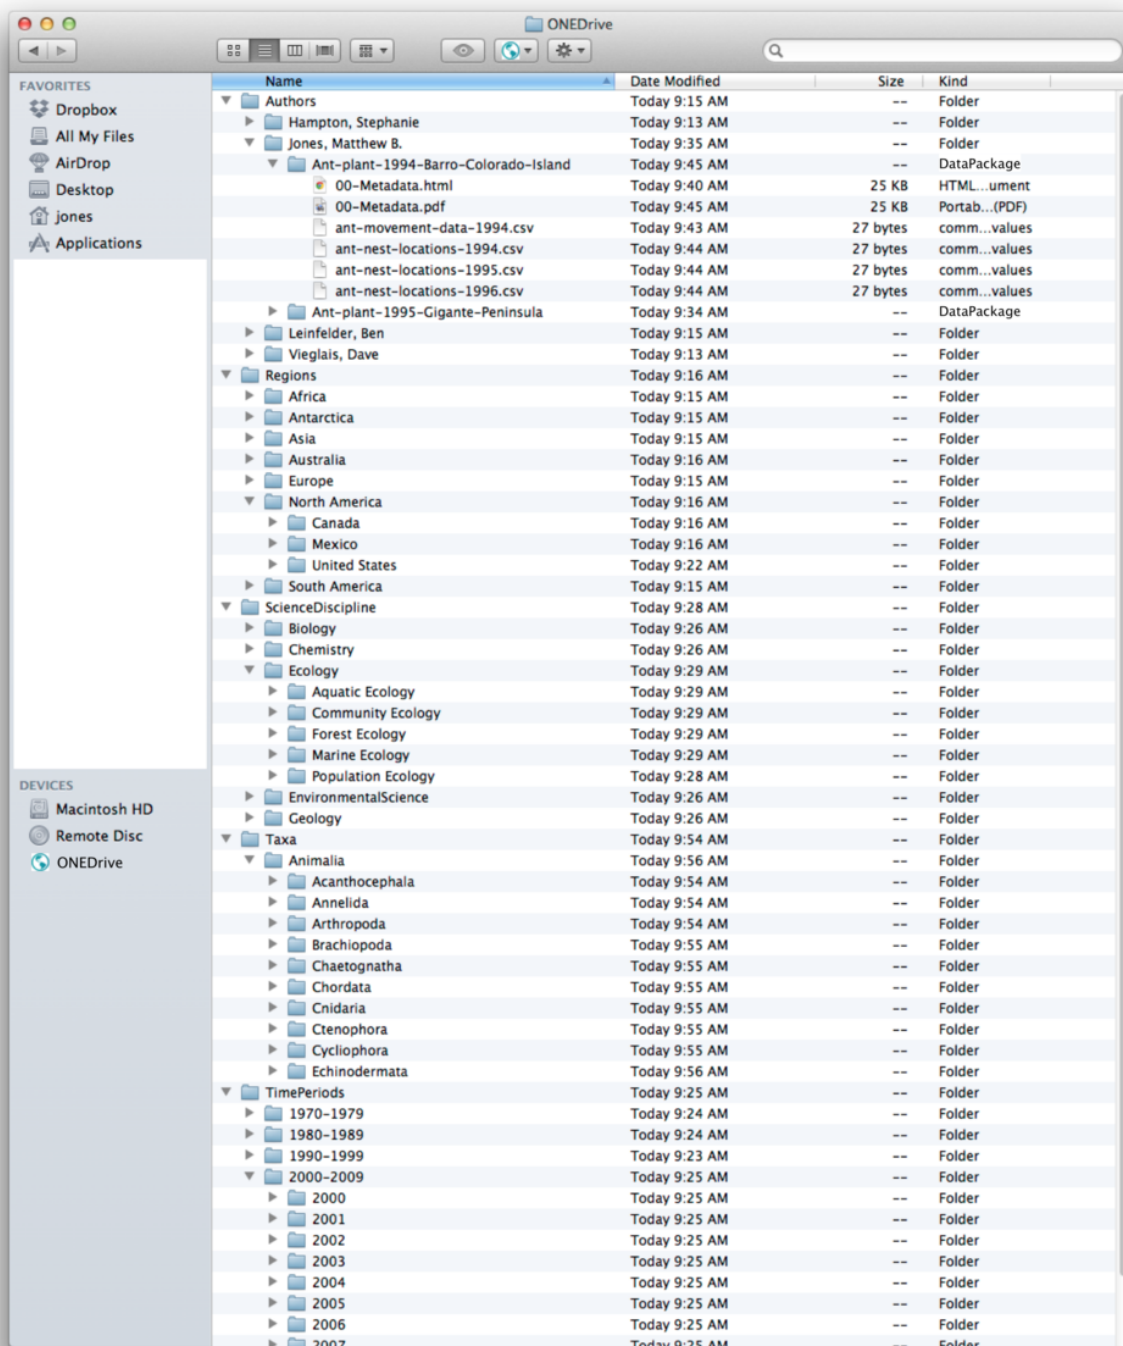 ONEDrive
FAVORITES
Dropbox
All My Files
AirDrop
Desktop
jones
Applications
DEVICES
Macintosh HD
Remote Disc
ONEDrive
Name Date Modified Size Kind
Authors Today 9:15 AM -- Folder
Hampton, Stephanie Today 9:13 AM -- Folder
Jones, Matthew B. Today 9:35 AM -- Folder
Ant-plant-1994-Barro-Colorado-Island Today 9:45 AM -- DataPackage
00-Metadata.html Today 9:40 AM 25 KB HTML...ument
00-Metadata.pdf Today 9:45 AM 25 KB Portab...(PDF)
ant-movement-data-1994.csv Today 9:43 AM 27 bytes comm...values
ant-nest-locations-1994.csv Today 9:44 AM 27 bytes comm...values
ant-nest-locations-1995.csv Today 9:44 AM 27 bytes comm...values
ant-nest-locations-1996.csv Today 9:44 AM 27 bytes comm...values
Ant-plant-1995-Gigante-Peninsula Today 9:34 AM -- DataPackage
Leinfelder, Ben Today 9:15 AM -- Folder
Vieglais, Dave Today 9:13 AM -- Folder
Regions Today 9:16 AM -- Folder
Africa Today 9:15 AM -- Folder
Antarctica Today 9:15 AM -- Folder
Asia Today 9:15 AM -- Folder
Australia Today 9:16 AM -- Folder
Europe Today 9:15 AM -- Folder
North America Today 9:16 AM -- Folder
Canada Today 9:16 AM -- Folder
Mexico Today 9:16 AM -- Folder
United States Today 9:22 AM -- Folder
South America Today 9:15 AM -- Folder
ScienceDiscipline Today 9:28 AM -- Folder
Biology Today 9:26 AM -- Folder
Chemistry Today 9:26 AM -- Folder
Ecology Today 9:29 AM -- Folder
Aquatic Ecology Today 9:29 AM -- Folder
Community Ecology Today 9:29 AM -- Folder
Forest Ecology Today 9:29 AM -- Folder
Marine Ecology Today 9:29 AM -- Folder
Population Ecology Today 9:28 AM -- Folder
EnvironmentalScience Today 9:26 AM -- Folder
Geology Today 9:26 AM -- Folder
Taxa Today 9:54 AM -- Folder
Animalia Today 9:56 AM -- Folder
Acanthocephala Today 9:54 AM -- Folder
Annelida Today 9:54 AM -- Folder
Arthropoda Today 9:54 AM -- Folder
Brachiopoda Today 9:55 AM -- Folder
Chaetognatha Today 9:55 AM -- Folder
Chordata Today 9:55 AM -- Folder
Cnidaria Today 9:55 AM -- Folder
Ctenophora Today 9:55 AM -- Folder
Cycliophora Today 9:55 AM -- Folder
Echinodermata Today 9:56 AM -- Folder
TimePeriods Today 9:25 AM -- Folder
1970-1979 Today 9:24 AM -- Folder
1980-1989 Today 9:24 AM -- Folder
1990-1999 Today 9:23 AM -- Folder
2000-2009 Today 9:25 AM -- Folder
2000 Today 9:25 AM -- Folder
2001 Today 9:25 AM -- Folder
2002 Today 9:25 AM -- Folder
2003 Today 9:25 AM -- Folder
2004 Today 9:25 AM -- Folder
2005 Today 9:25 AM -- Folder
2006 Today 9:25 AM -- Folder
2007 Today 9:25 AM -- Folder